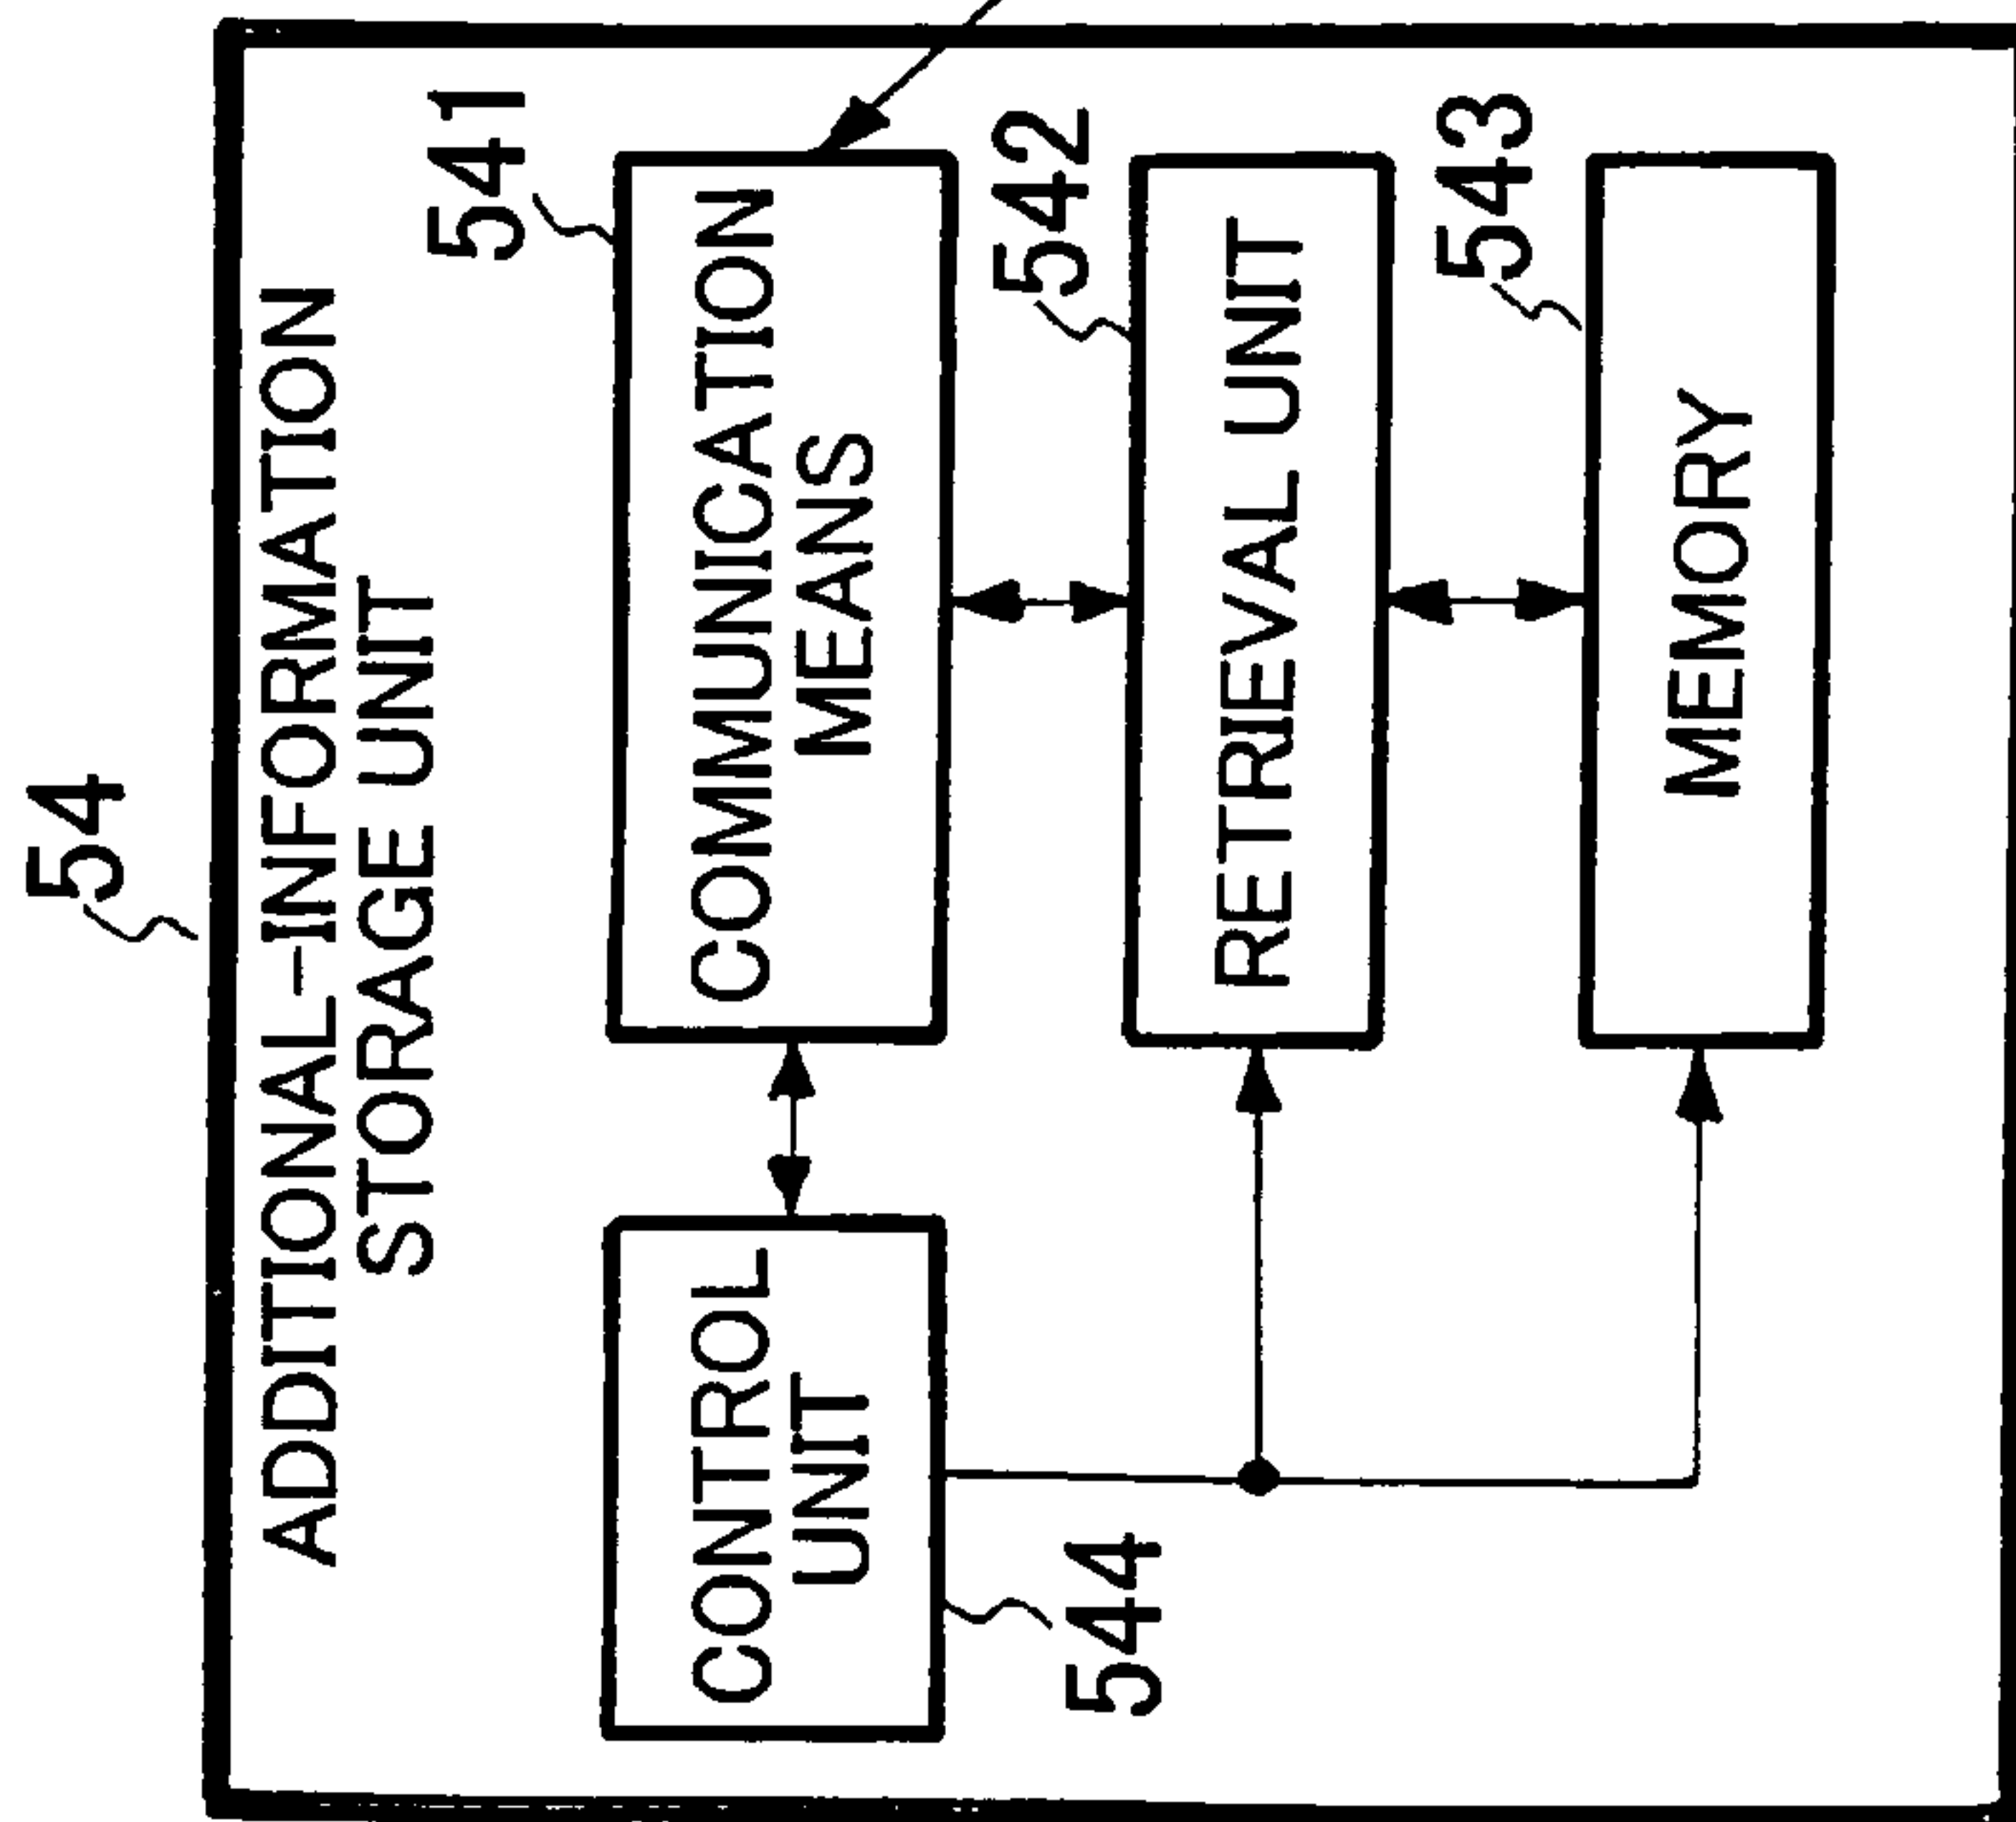 54
ADDITIONAL-INFORMATION
STORAGE UNIT
541
COMMUNICATION
MEANS
CONTROL
UNIT
542
RETRIEVAL UNIT
544
543
MEMORY